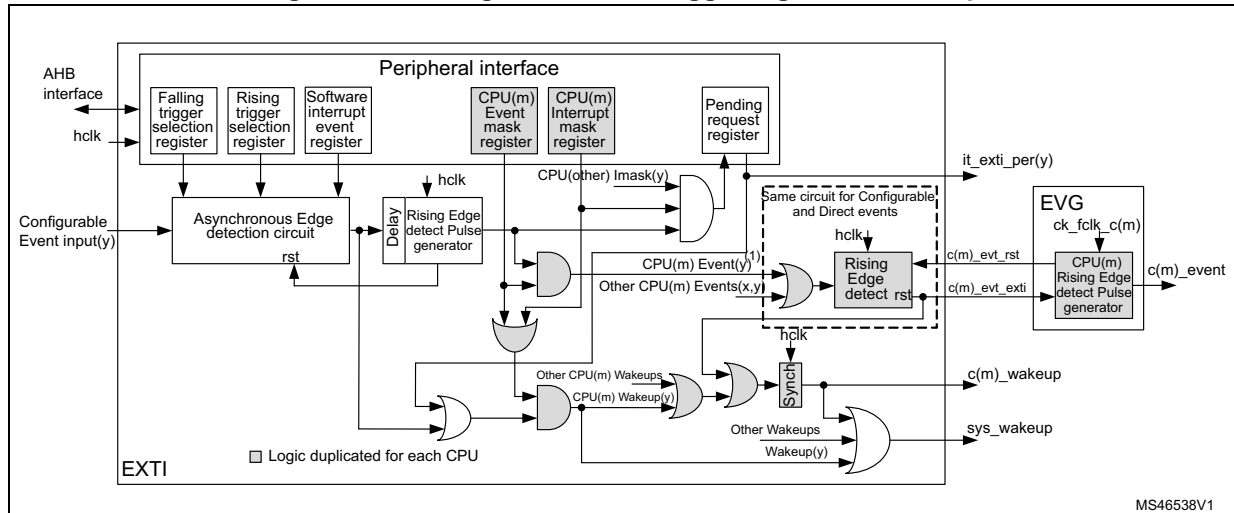 Peripheral interface
AHB
interface
hclk
Falling
trigger
selection
register
Rising
trigger
selection
register
Software
interrupt
event
register
CPU(m)
Event
mask
register
CPU(m)
Interrupt
mask
register
Pending
request
register
it_exti_per(y)
hclk
CPU(other) Imask(y)
Configurable
Event input(y)
Asynchronous Edge
detection circuit
rst
Delay
Rising Edge
detect Pulse
generator
Same circuit for Configurable
and Direct events
hclk
(1)
CPU(m) Event(y)
Other CPU(m) Events(x,y)
Rising
Edge
detect
rst
c(m)_evt_rst
c(m)_evt_exti
EVG
ck_fclk_c(m)
CPU(m)
Rising Edge
detect Pulse
generator
c(m)_event
hclk
Other CPU(m) Wakeups
CPU(m) Wakeup(y)
Synch
c(m)_wakeup
Other Wakeups
Wakeup(y)
sys_wakeup
EXTI
Logic duplicated for each CPU
MS46538V1